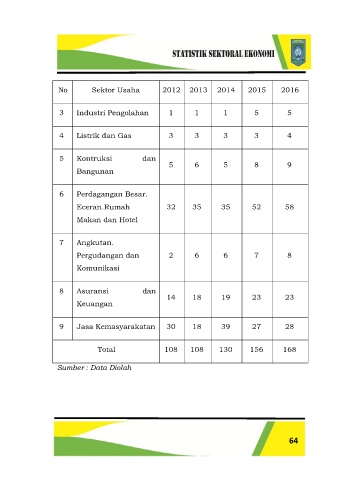 STATISTIK SEKTORAL EKONOMI
No Sektor Usaha 2012 2013 2014 2015 2016
3 Industri Pengolahan 1 1 1 5 5
4 Listrik dan Gas 3 3 3 3 4
5 Kontruksi dan
Bangunan 5 6 5 8 9
6 Perdagangan Besar.
Eceran.Rumah 32 35 35 52 58
Makan dan Hotel
7 Angkutan.
Pergudangan dan 2 6 6 7 8
Komunikasi
8 Asuransi dan
Keuangan 14 18 19 23 23
9 Jasa Kemasyarakatan 30 18 39 27 28
Total 108 108 130 156 168
Sumber : Data Diolah
64